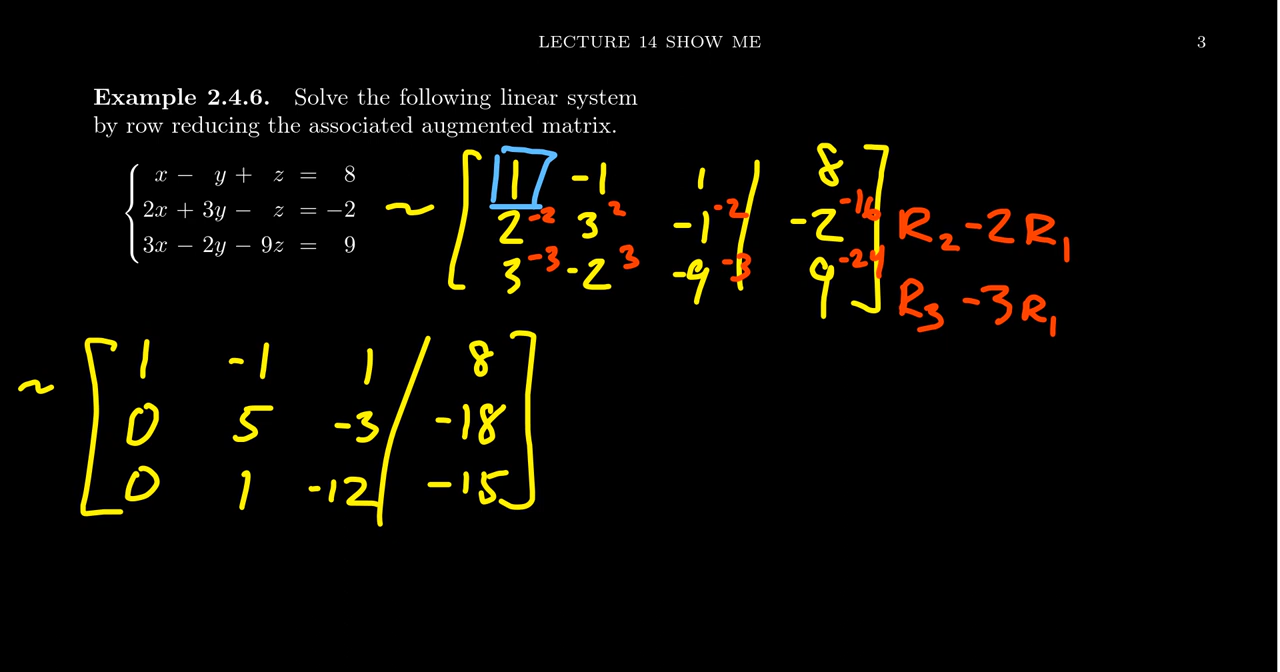 LECTURE 14 SHOW ME 3
Example 2.4.6. Solve the following linear system
by row reducing the associated augmented matrix.
x − y + z = 8
2x + 3y − z = −2
3x − 2y − 9z = 9
~ [ 1 -1 1 | 8 ]
2 -2 3 2 -1 -2 | -2 -16 R2 -2R1
3 -3 -2 3 -9 -3 | 9 -24 R3 -3R1
~ [ 1 -1 1 | 8 ]
0 5 -3 | -18
0 1 -12 | -15